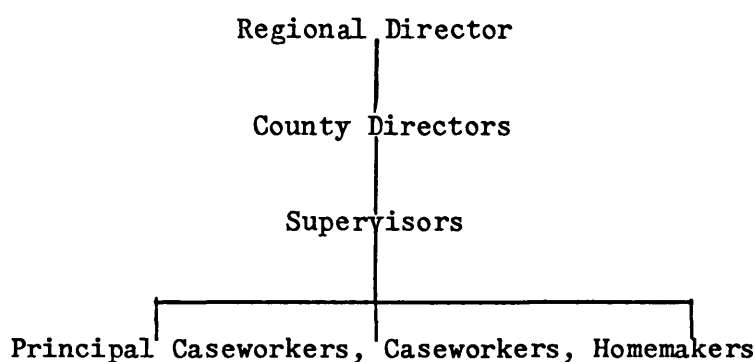 Regional Director
County Directors
Supervisors
Principal Caseworkers, Caseworkers, Homemakers